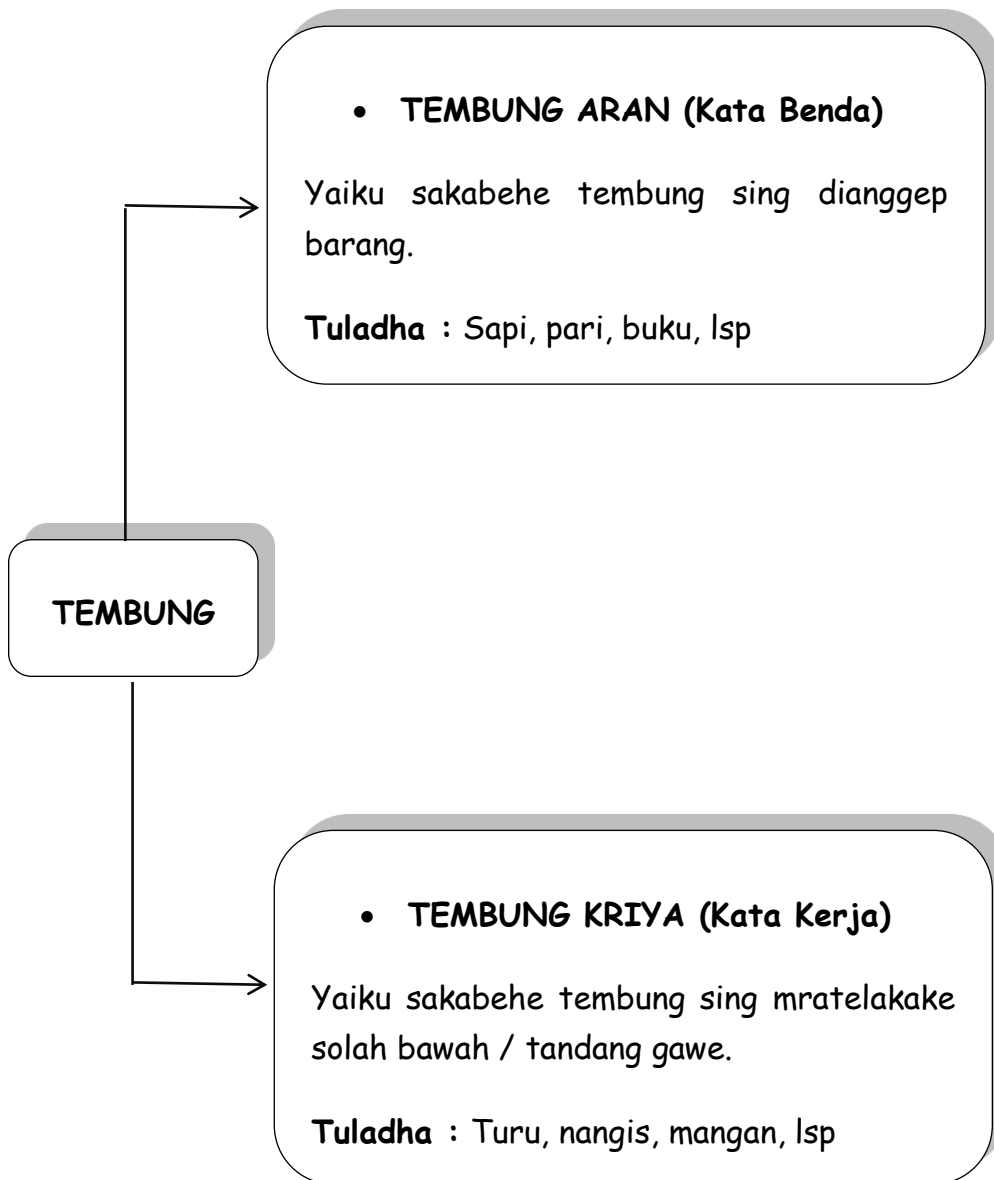 • TEMBUNG ARAN (Kata Benda)
Yaiku sakabehe tembung sing dianggep
barang.
Tuladha : Sapi, pari, buku, lsp
TEMBUNG
• TEMBUNG KRIYA (Kata Kerja)
Yaiku sakabehe tembung sing mratelakake
solah bawah / tandang gawe.
Tuladha : Turu, nangis, mangan, lsp